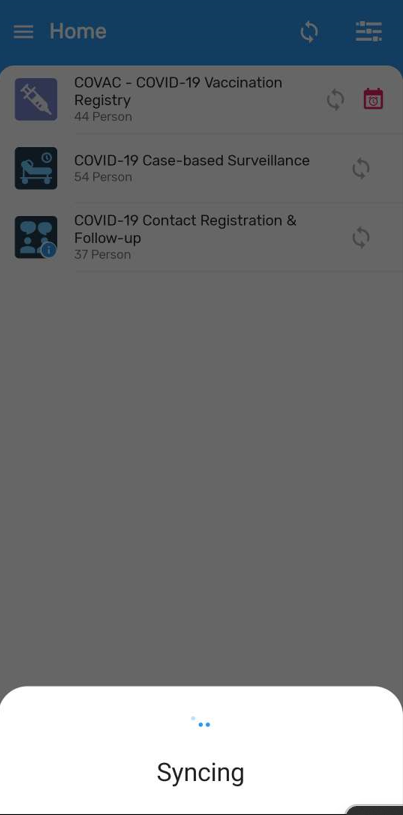 Home
COVAC - COVID-19 Vaccination
Registry
44 Person
COVID-19 Case-based Surveillance
54 Person
COVID-19 Contact Registration &
Follow-up
37 Person
Syncing